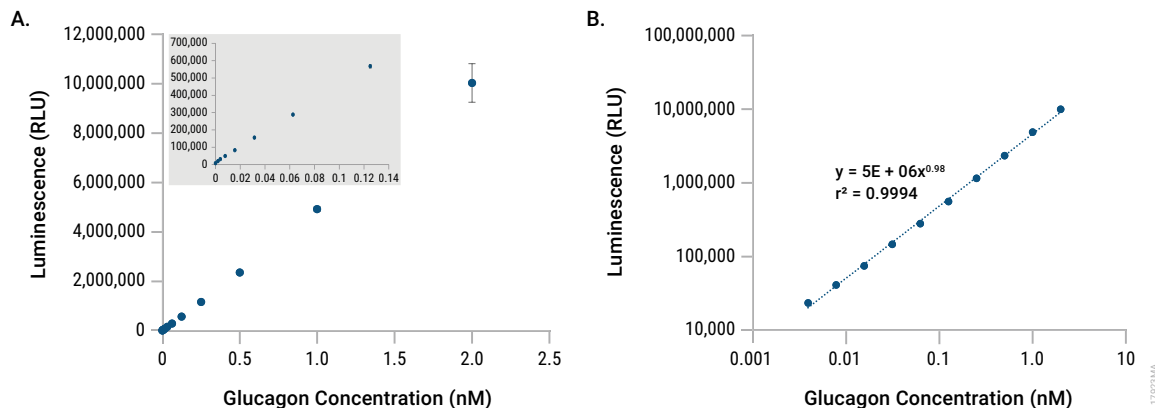 A.
12,000,000
10,000,000
8,000,000
6,000,000
4,000,000
2,000,000
0
Luminescence (RLU)
700,000
600,000
500,000
400,000
300,000
200,000
100,000
0
0 0.02 0.04 0.06 0.08 0.1 0.12 0.14
0 0.5 1.0 1.5 2.0 2.5
Glucagon Concentration (nM)
B.
100,000,000
10,000,000
1,000,000
100,000
10,000
Luminescence (RLU)
y = 5E + 06x⁰·⁹⁸
r² = 0.9994
0.001 0.01 0.1 1.0 10
Glucagon Concentration (nM)
17023MA